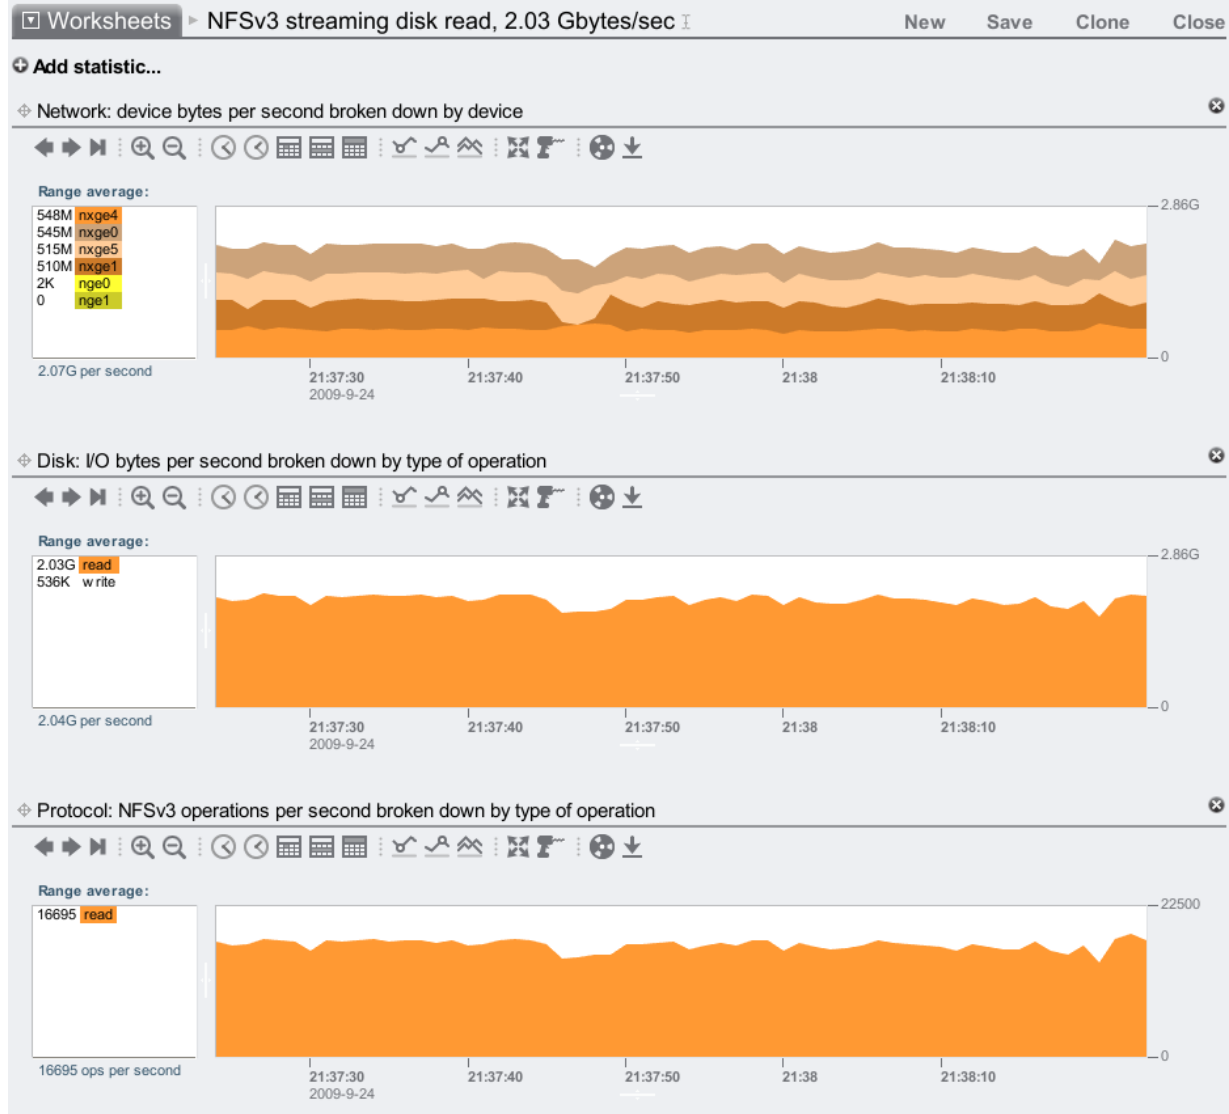 Worksheets NFSv3 streaming disk read, 2.03 Gbytes/sec New Save Clone Close
Add statistic...
Network: device bytes per second broken down by device
Range average:
548M nxge4
545M nxge0
515M nxge5
510M nxge1
2K nge0
0 nge1
2.86G
0
2.07G per second
21:37:30 21:37:40 21:37:50 21:38 21:38:10
2009-9-24
Disk: I/O bytes per second broken down by type of operation
Range average:
2.03G read
536K write
2.86G
0
2.04G per second
21:37:30 21:37:40 21:37:50 21:38 21:38:10
2009-9-24
Protocol: NFSv3 operations per second broken down by type of operation
Range average:
16695 read
22500
0
16695 ops per second
21:37:30 21:37:40 21:37:50 21:38 21:38:10
2009-9-24